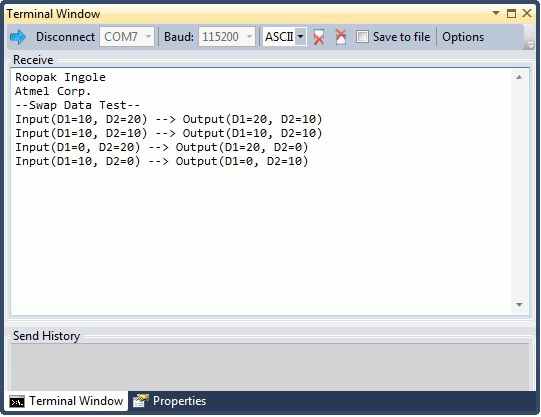 Terminal Window
Disconnect COM7 Baud: 115200 ASCII Save to file Options
Receive
Roopak Ingole
Atmel Corp.
--Swap Data Test--
Input(D1=10, D2=20) --> Output(D1=20, D2=10)
Input(D1=10, D2=10) --> Output(D1=10, D2=10)
Input(D1=0, D2=20) --> Output(D1=20, D2=0)
Input(D1=10, D2=0) --> Output(D1=0, D2=10)
Send History
Terminal Window Properties